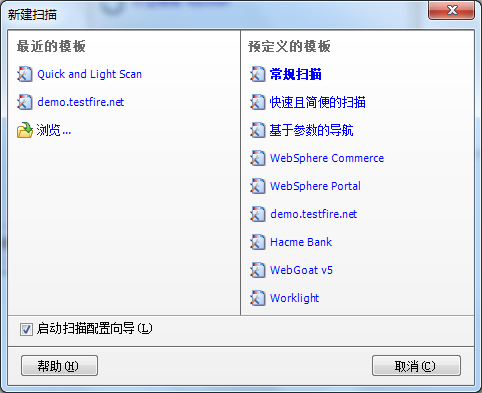 新建扫描
最近的模板
Quick and Light Scan
demo.testfire.net
浏览...
预定义的模板
常规扫描
快速且简便的扫描
基于参数的导航
WebSphere Commerce
WebSphere Portal
demo.testfire.net
Hacme Bank
WebGoat v5
Worklight
启动扫描配置向导(L)
帮助(H)
取消(C)